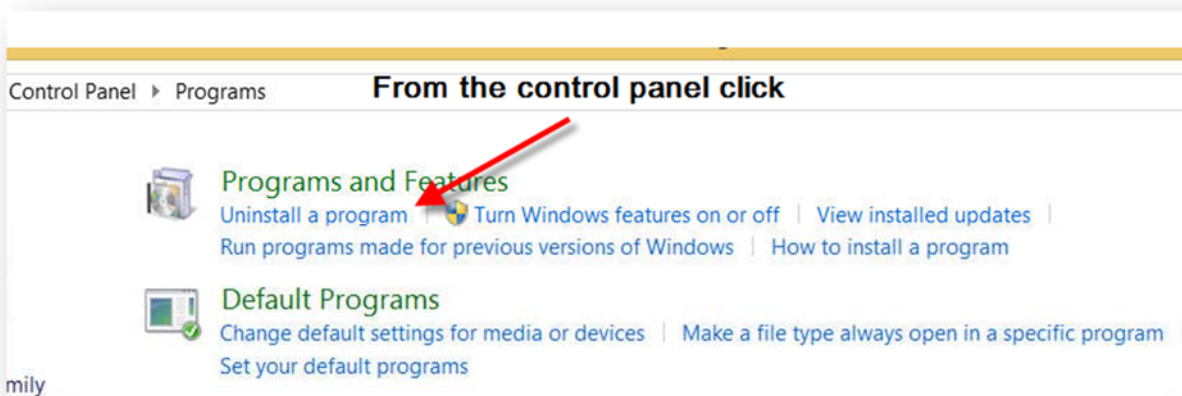 From the control panel click
Control Panel ▸ Programs
Programs and Features
Uninstall a program | Turn Windows features on or off | View installed updates |
Run programs made for previous versions of Windows | How to install a program
Default Programs
Change default settings for media or devices | Make a file type always open in a specific program
Set your default programs
mily